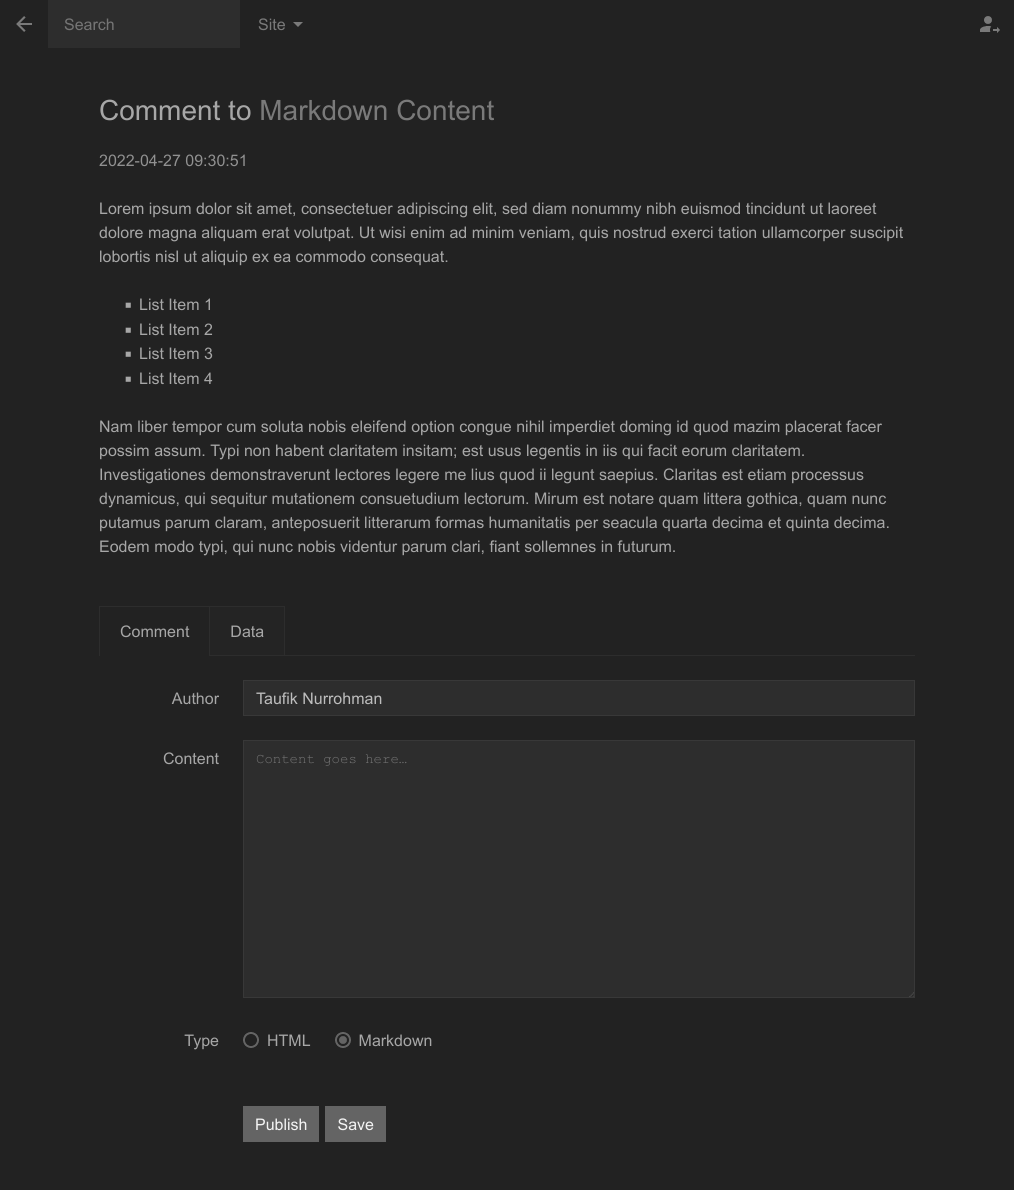 Search
Site
Comment to Markdown Content
2022-04-27 09:30:51
Lorem ipsum dolor sit amet, consectetuer adipiscing elit, sed diam nonummy nibh euismod tincidunt ut laoreet
dolore magna aliquam erat volutpat. Ut wisi enim ad minim veniam, quis nostrud exerci tation ullamcorper suscipit
lobortis nisl ut aliquip ex ea commodo consequat.
List Item 1
List Item 2
List Item 3
List Item 4
Nam liber tempor cum soluta nobis eleifend option congue nihil imperdiet doming id quod mazim placerat facer
possim assum. Typi non habent claritatem insitam; est usus legentis in iis qui facit eorum claritatem.
Investigationes demonstraverunt lectores legere me lius quod ii legunt saepius. Claritas est etiam processus
dynamicus, qui sequitur mutationem consuetudium lectorum. Mirum est notare quam littera gothica, quam nunc
putamus parum claram, anteposuerit litterarum formas humanitatis per seacula quarta decima et quinta decima.
Eodem modo typi, qui nunc nobis videntur parum clari, fiant sollemnes in futurum.
Comment
Data
Author
Taufik Nurrohman
Content
Content goes here…
Type
HTML
Markdown
Publish
Save